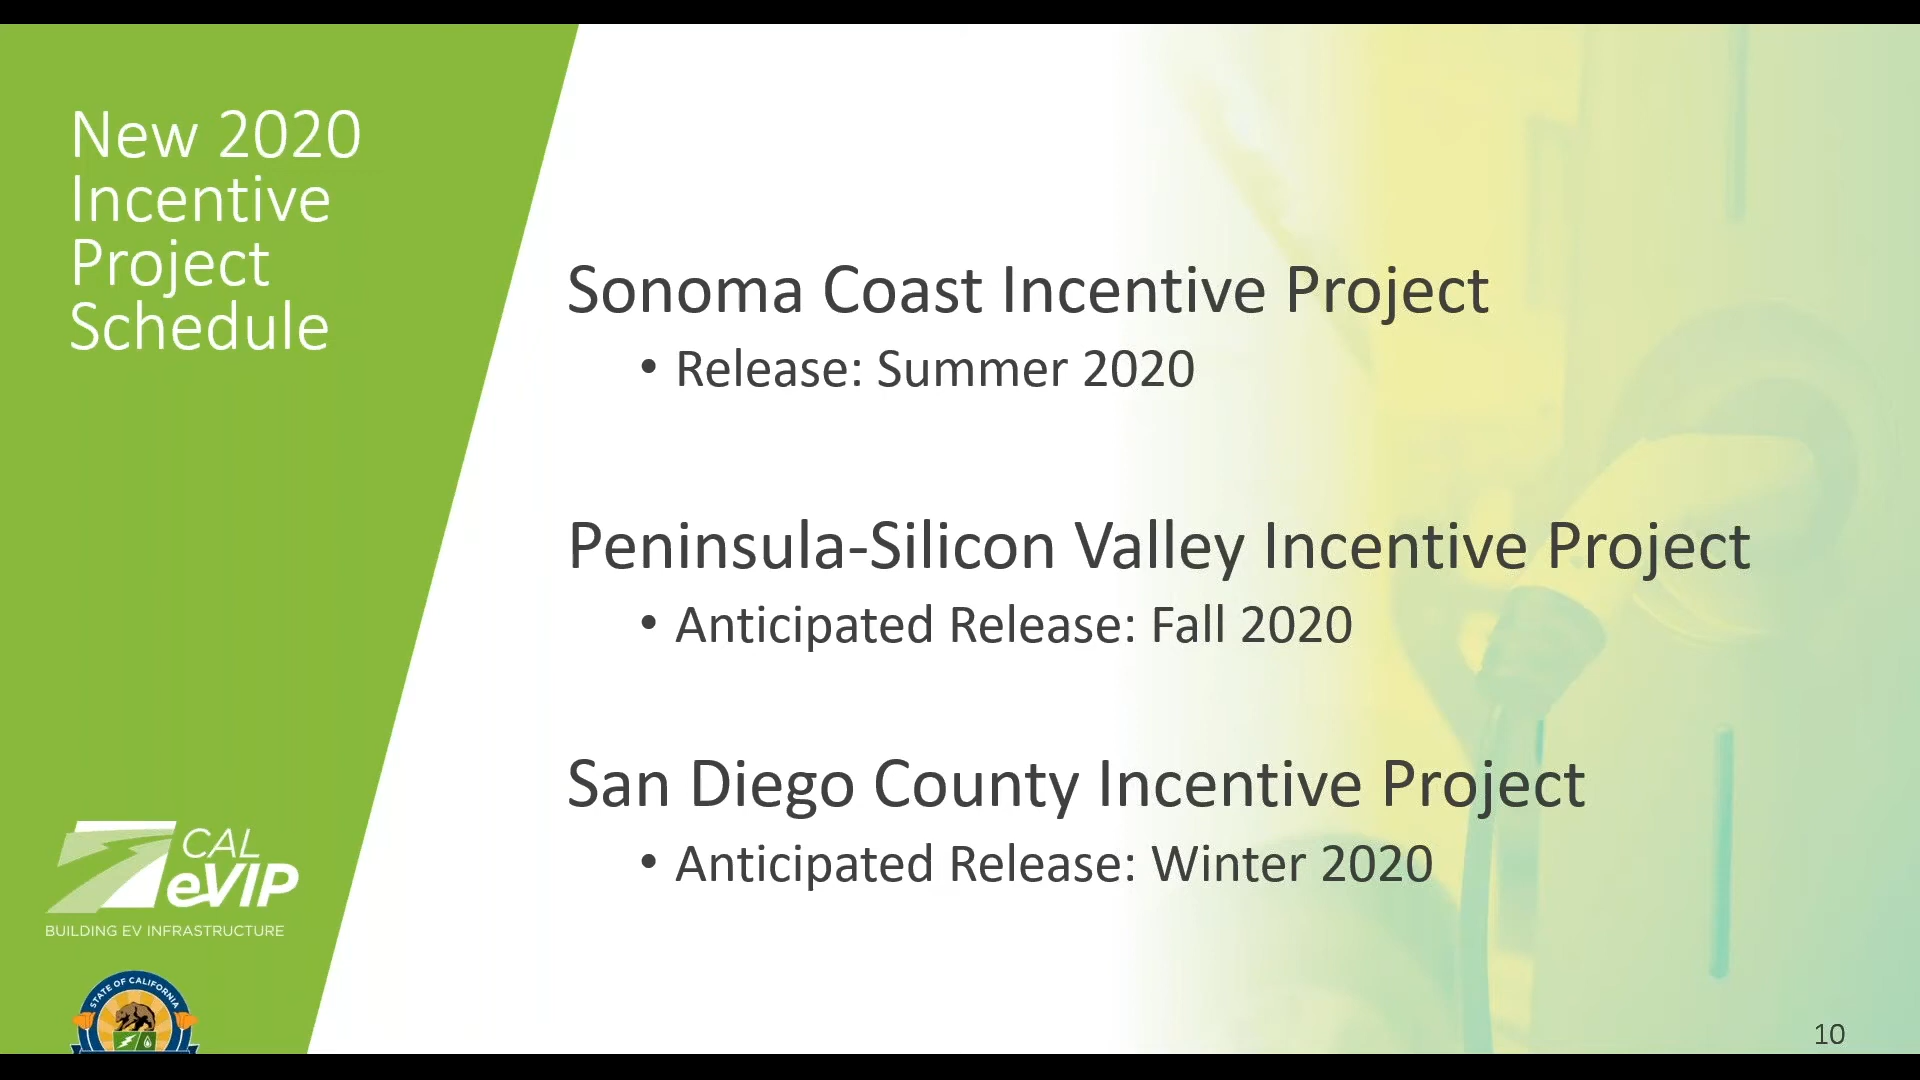 New 2020
Incentive
Project
Schedule
Sonoma Coast Incentive Project
• Release: Summer 2020
Peninsula-Silicon Valley Incentive Project
• Anticipated Release: Fall 2020
San Diego County Incentive Project
• Anticipated Release: Winter 2020
CAL
eVIP
BUILDING EV INFRASTRUCTURE
STATE OF CALIFORNIA
10